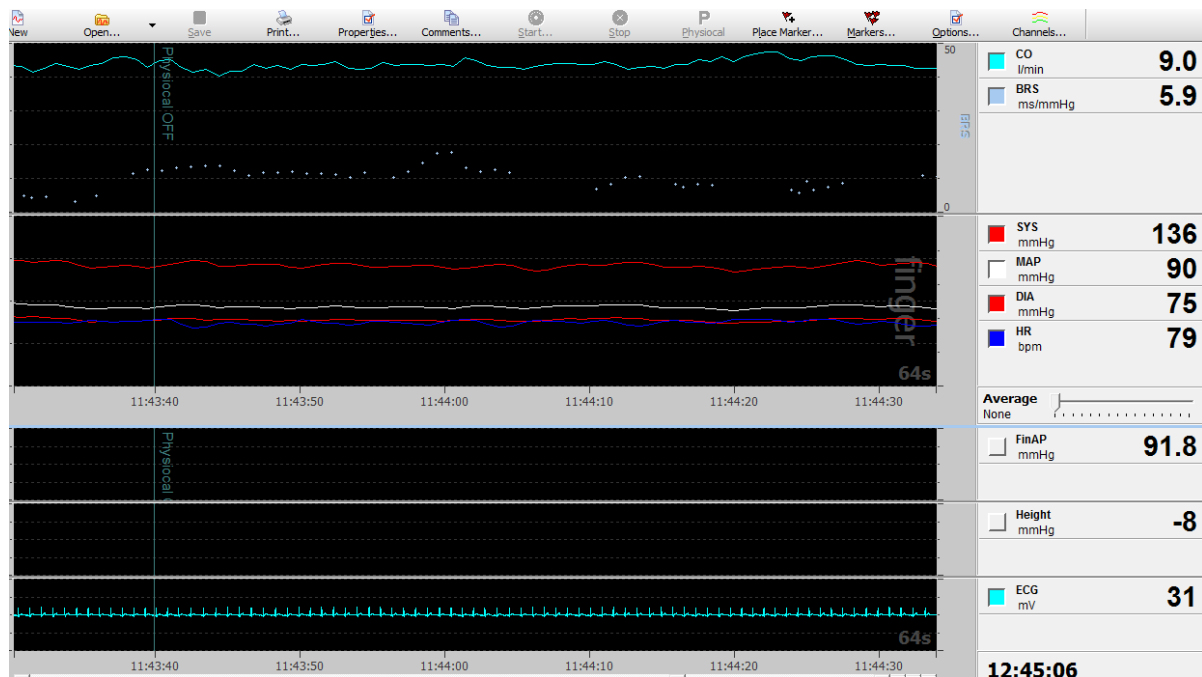 New Open... Save Print... Properties... Comments... Start... Stop Physiocal Place Marker... Markers... Options... Channels...
Physiocal OFF
50
BRS
0
CO 9.0
l/min
BRS 5.9
ms/mmHg
finger
64s
SYS 136
mmHg
MAP 90
mmHg
DIA 75
mmHg
HR 79
bpm
11:43:40 11:43:50 11:44:00 11:44:10 11:44:20 11:44:30
Average
None
Physiocal
FinAP 91.8
mmHg
Height -8
mmHg
64s
ECG 31
mV
11:43:40 11:43:50 11:44:00 11:44:10 11:44:20 11:44:30
12:45:06